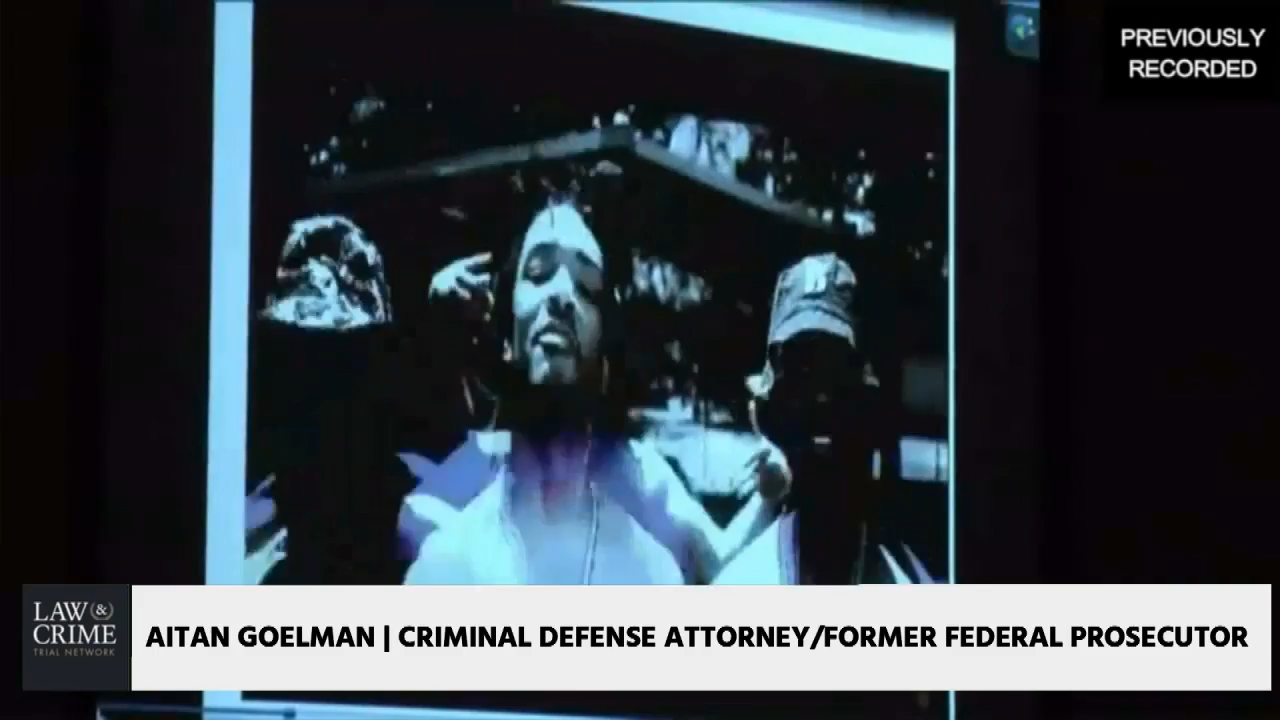 PREVIOUSLY
RECORDED
LAW &
CRIME
TRIAL NETWORK
AITAN GOELMAN | CRIMINAL DEFENSE ATTORNEY/FORMER FEDERAL PROSECUTOR